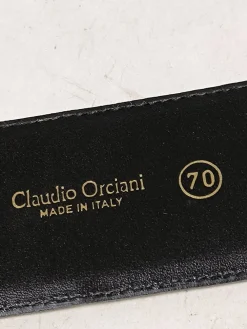 Claudio Orciani
MADE IN ITALY
70